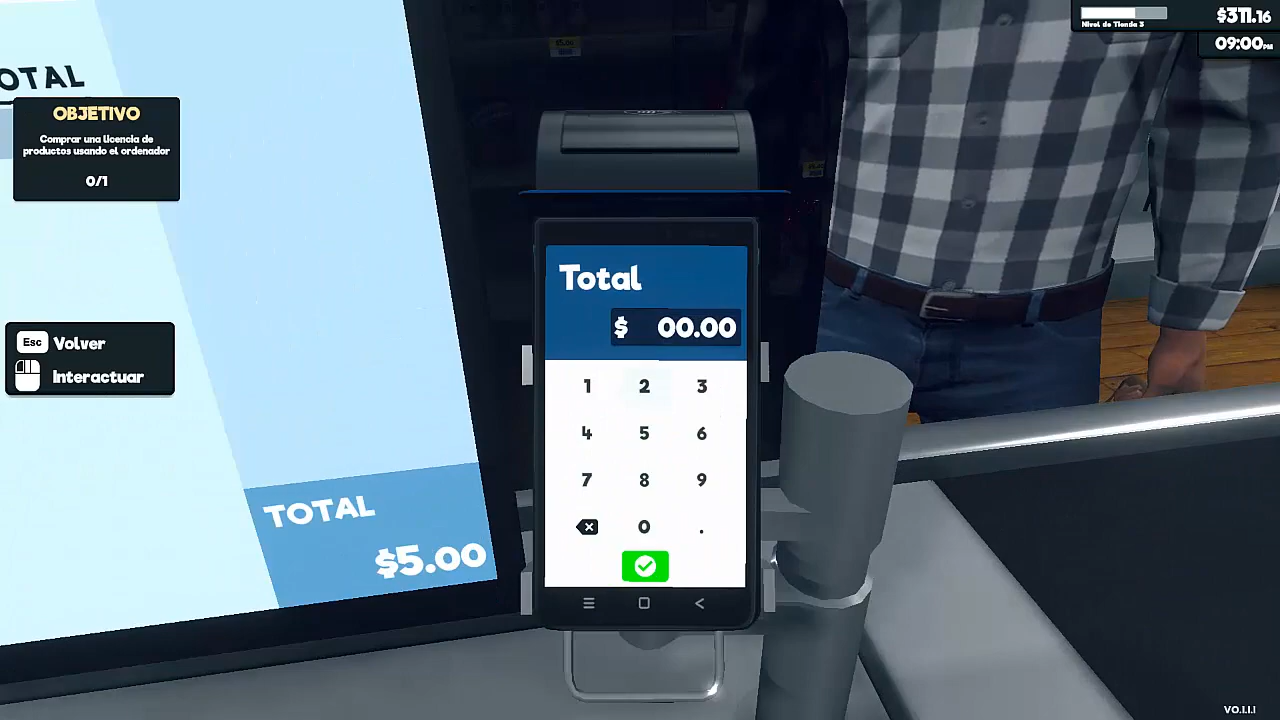 $311.16
Nivel de Tienda 3
09:00PM
OTAL
OBJETIVO
Comprar una licencia de
productos usando el ordenador
0/1
Esc Volver
Interactuar
Total
$ 00.00
1 2 3
4 5 6
7 8 9
0 .
TOTAL
$5.00
V0.1.1.1